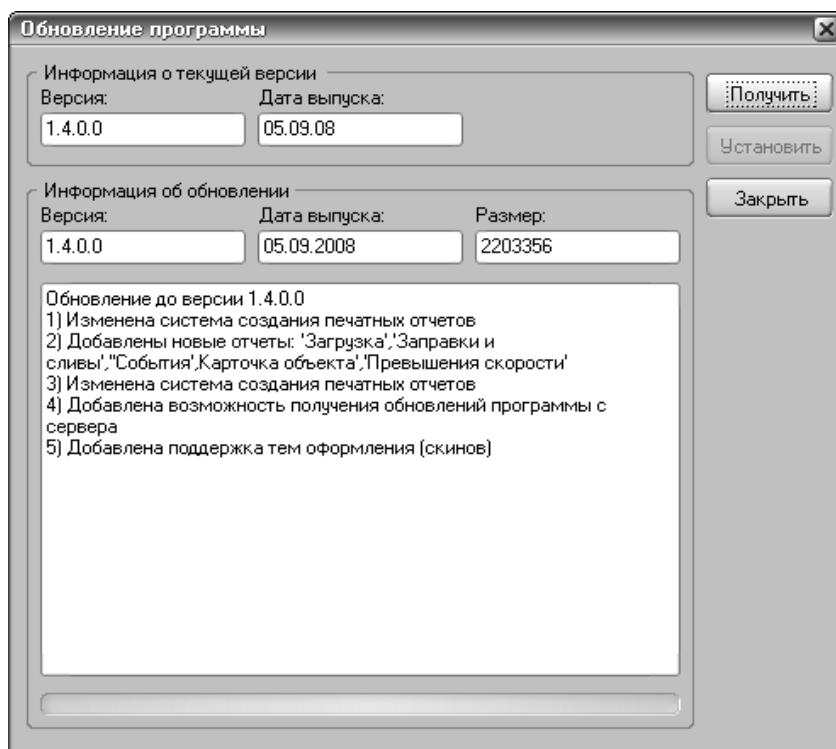 Обновление программы
Информация о текущей версии
Версия: Дата выпуска:
1.4.0.0 05.09.08
Получить
Установить
Закрыть
Информация об обновлении
Версия: Дата выпуска: Размер:
1.4.0.0 05.09.2008 2203356
Обновление до версии 1.4.0.0
1) Изменена система создания печатных отчетов
2) Добавлены новые отчеты: 'Загрузка','Заправки и
сливы',''События',Карточка объекта','Превышения скорости'
3) Изменена система создания печатных отчетов
4) Добавлена возможность получения обновлений программы с
сервера
5) Добавлена поддержка тем оформления (скинов)